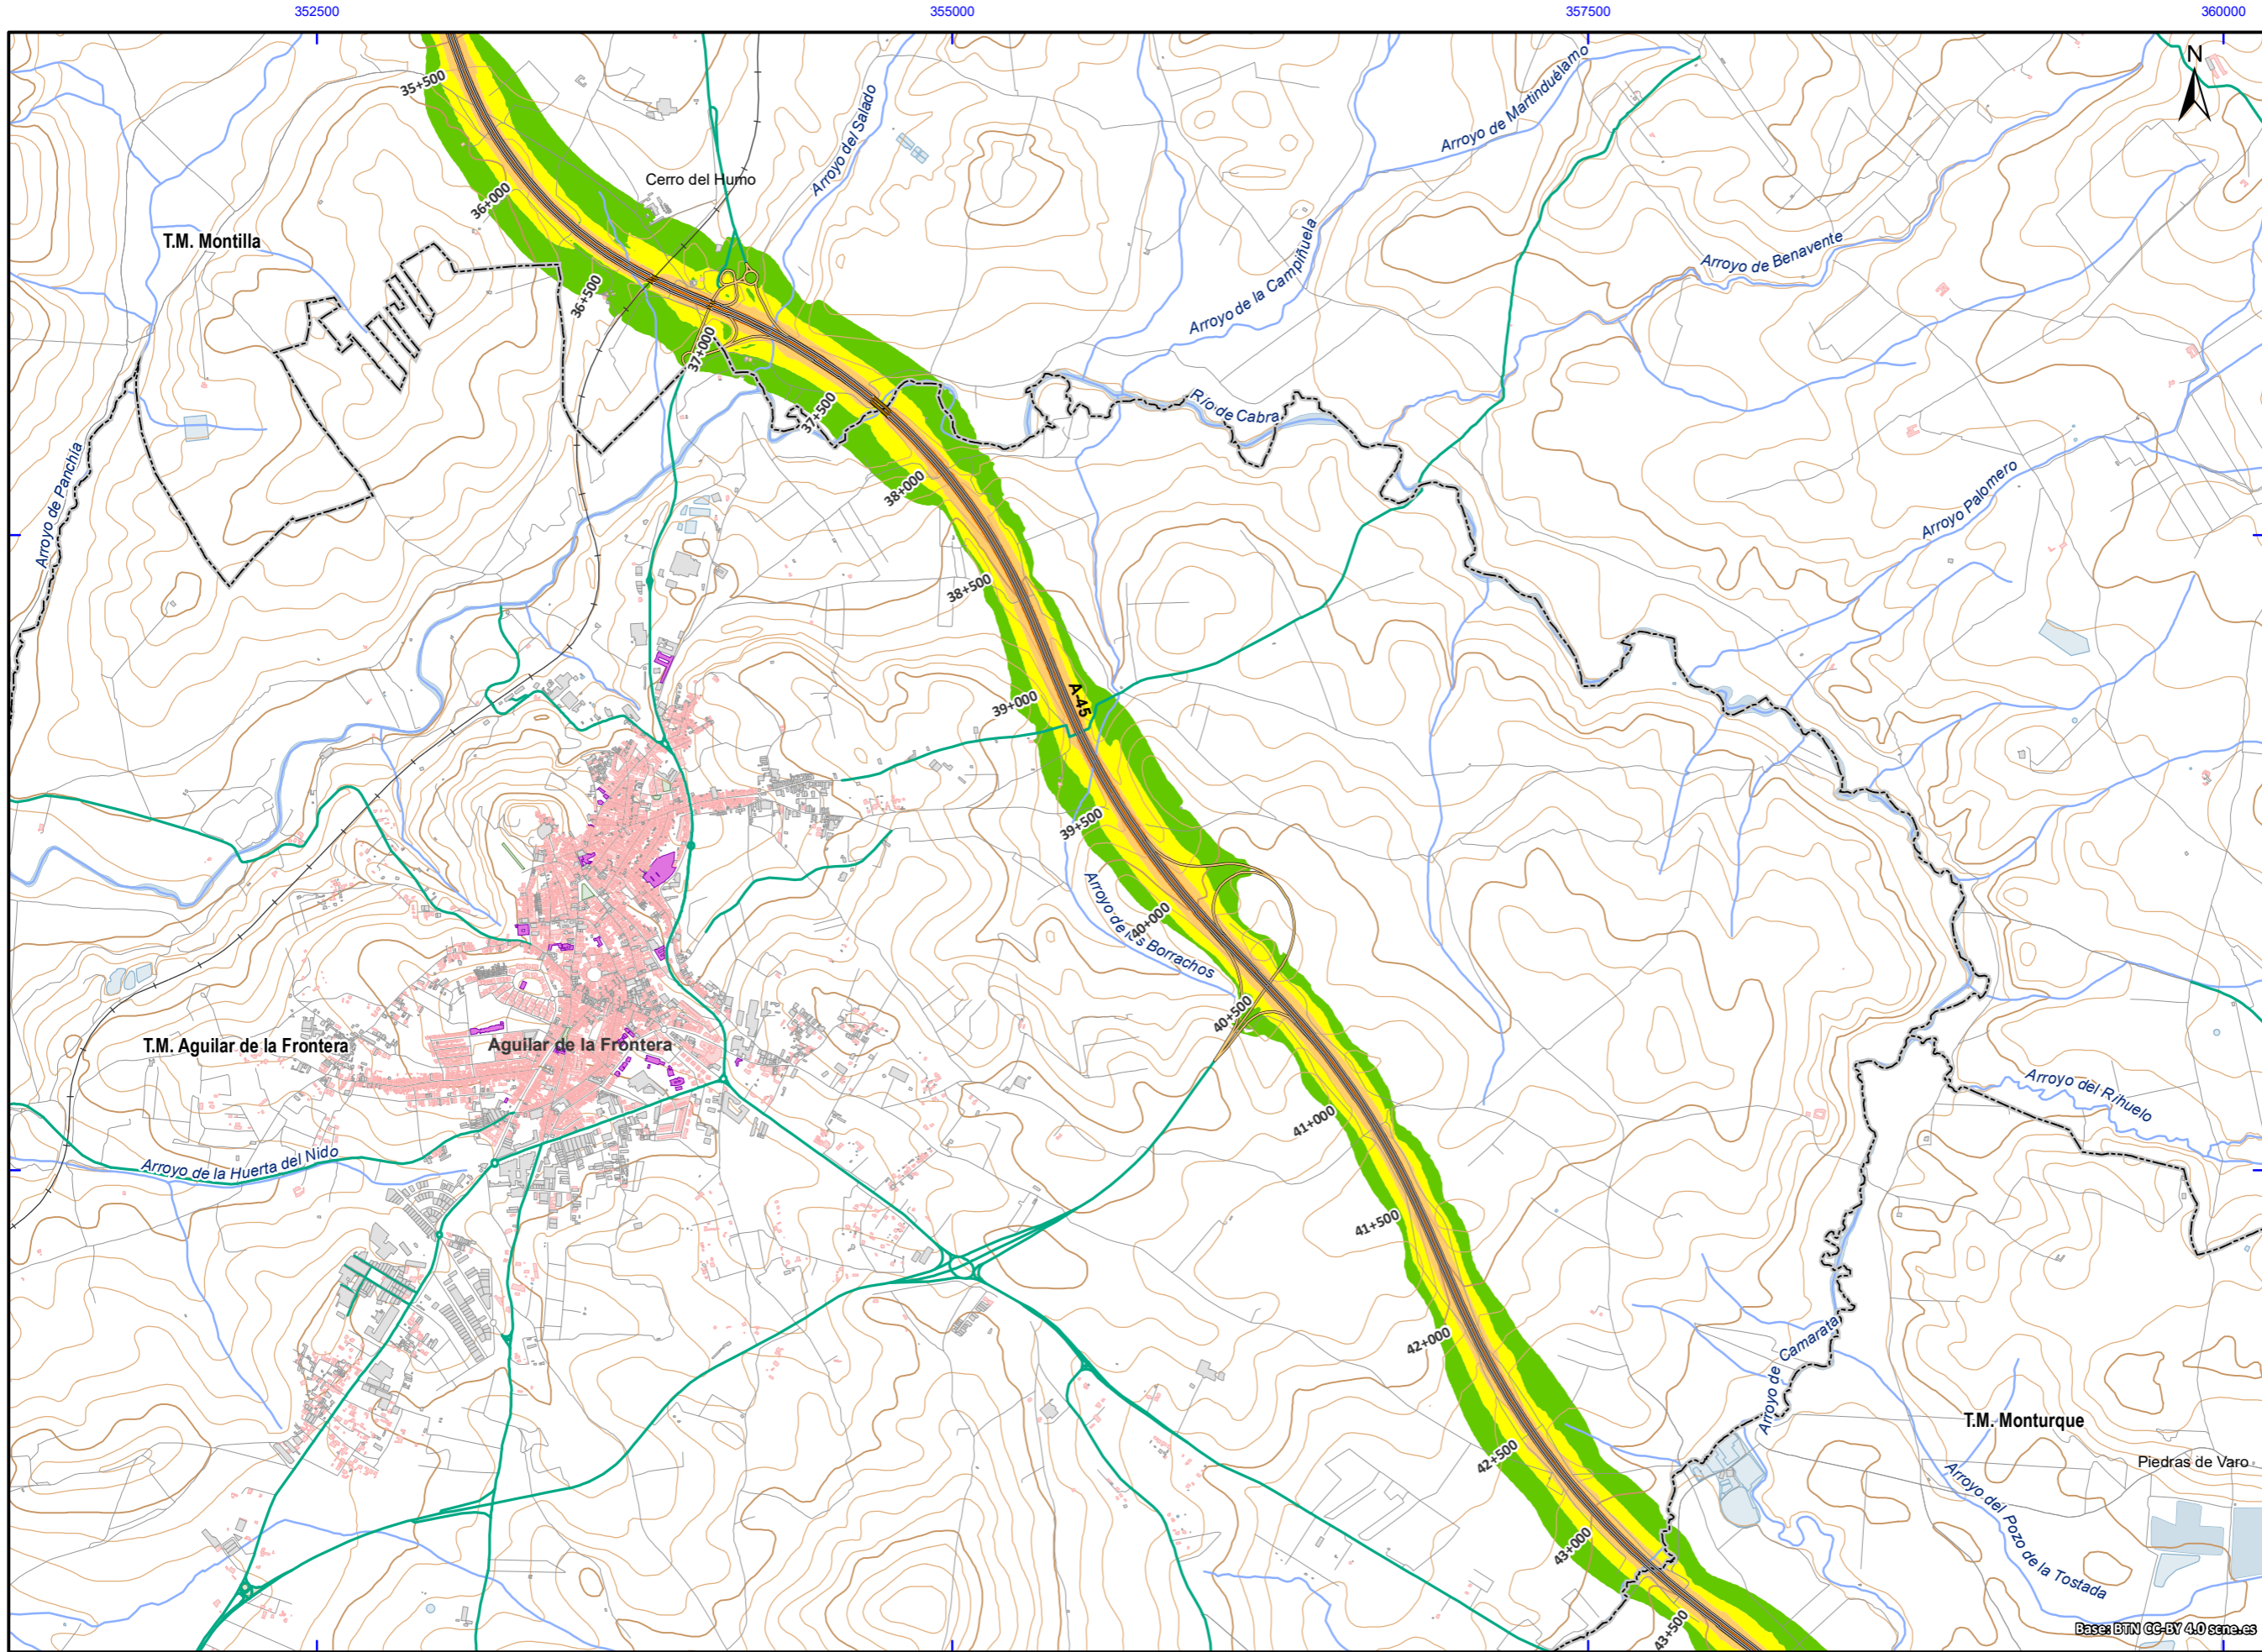 352500
355000
357500
360000
N
35+500
Arroyo del Salado
Arroyo de Martinduelamo
Cerro del Humo
36+000
T.M. Montilla
Arroyo de la Campiñuela
Arroyo de Benavente
36+500
37+000
37+500
Río de Cabra
Arroyo de Panchía
38+000
Arroyo Palomero
38+500
39+000
A-45
39+500
Arroyo de los Borrachos
40+000
40+500
T.M. Aguilar de la Frontera
Aguilar de la Frontera
41+000
Arroyo del Rihuelo
Arroyo de la Huerta del Nido
41+500
42+000
Arroyo de Camarata
T.M. Monturque
42+500
Piedras de Varo
Arroyo del Pozo de la Tostada
43+000
43+500
Base: BTN CC-BY 4.0 scne.es